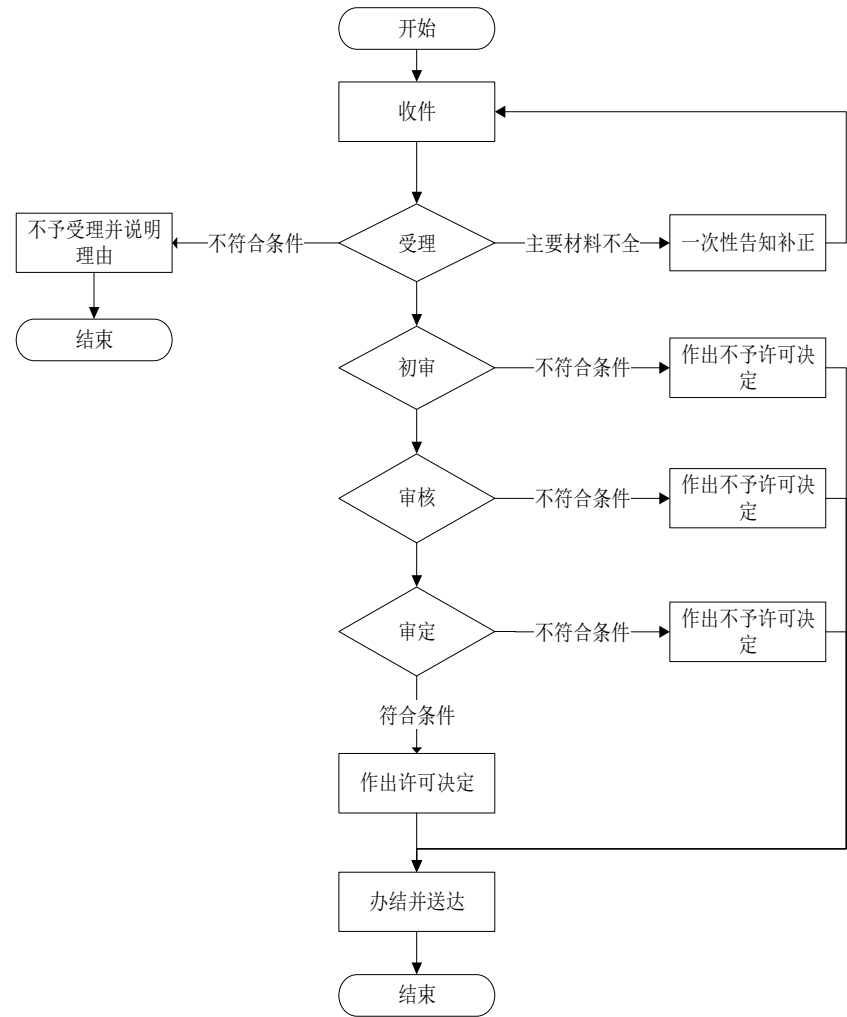 开始
收件
不予受理并说明
理由
不符合条件
受理
主要材料不全
一次性告知补正
结束
初审
不符合条件
作出不予许可决
定
审核
不符合条件
作出不予许可决
定
审定
不符合条件
作出不予许可决
定
符合条件
作出许可决定
办结并送达
结束